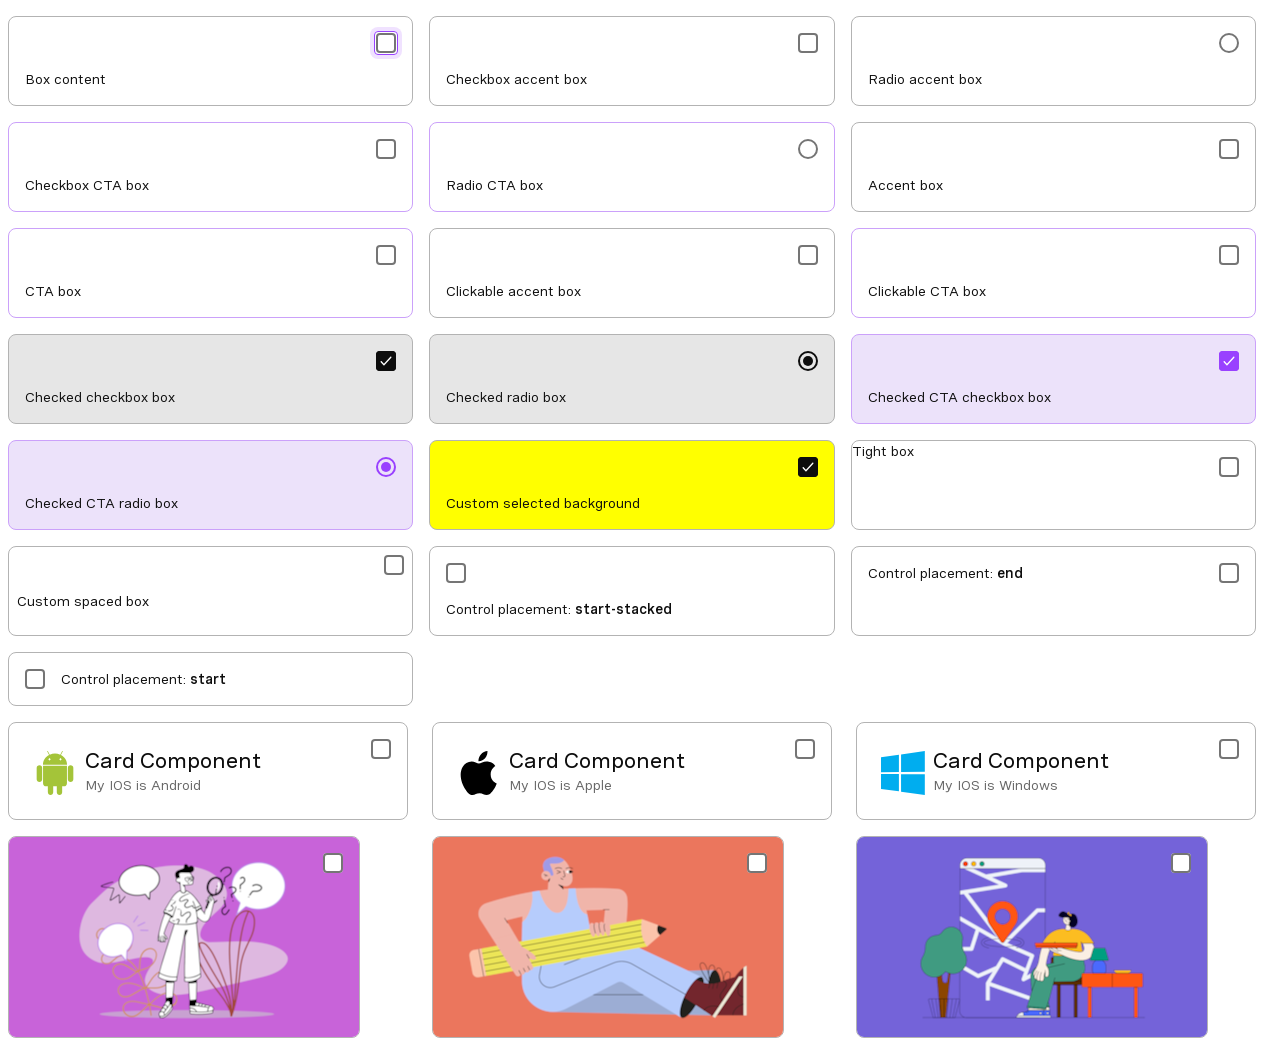 Box content
Checkbox accent box
Radio accent box
Checkbox CTA box
Radio CTA box
Accent box
CTA box
Clickable accent box
Clickable CTA box
Checked checkbox box
Checked radio box
Checked CTA checkbox box
Checked CTA radio box
Custom selected background
Tight box
Custom spaced box
Control placement: start-stacked
Control placement: end
Control placement: start
Card Component
My IOS is Android
Card Component
My IOS is Apple
Card Component
My IOS is Windows
? ? ? ? ?